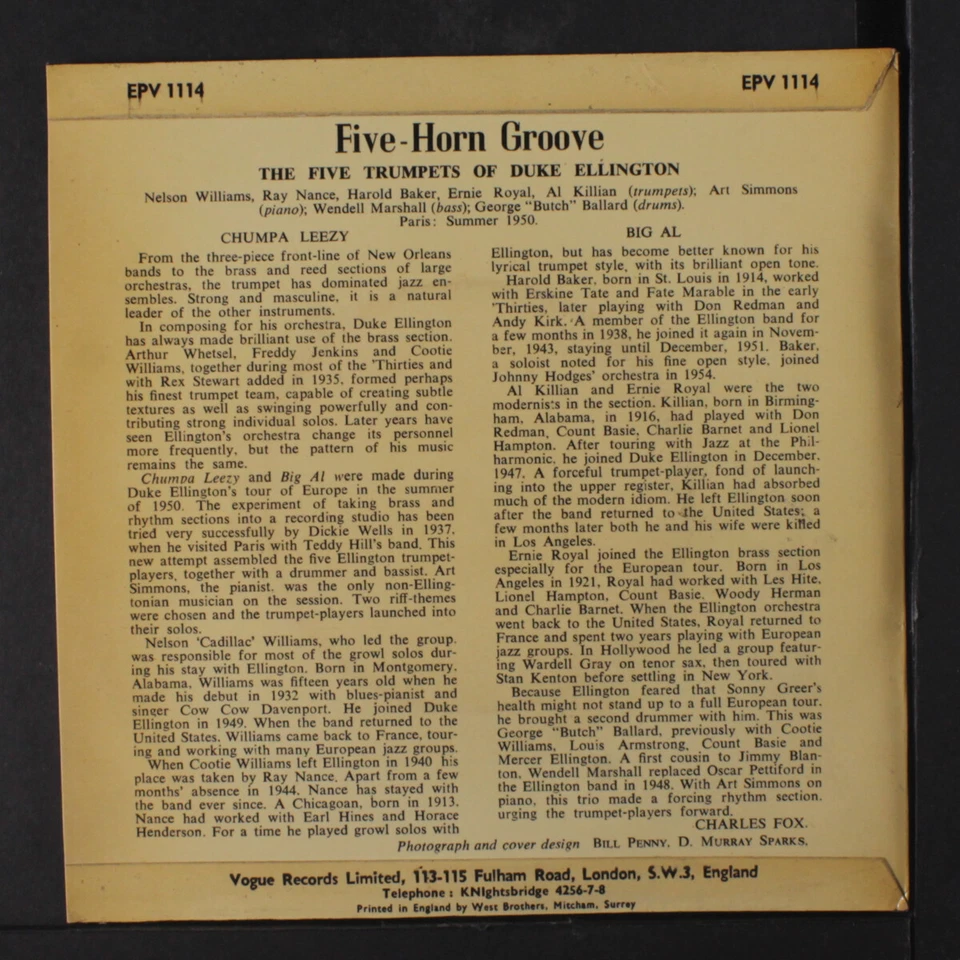 EPV 1114
EPV 1114
Five-Horn Groove
THE FIVE TRUMPETS OF DUKE ELLINGTON
Nelson Williams, Ray Nance, Harold Baker, Ernie Royal, Al Killian (trumpets); Art Simmons
(piano); Wendell Marshall (bass); George "Butch" Ballard (drums).
Paris: Summer 1950.
CHUMPA LEEZY
From the three-piece front-line of New Orleans
bands to the brass and reed sections of large
orchestras, the trumpet has dominated jazz en-
sembles. Strong and masculine, it is a natural
leader of the other instruments.
In composing for his orchestra, Duke Ellington
has always made brilliant use of the brass section.
Arthur Whetsel, Freddy Jenkins and Cootie
Williams, together during most of the 'Thirties and
with Rex Stewart added in 1935, formed perhaps
his finest trumpet team, capable of creating subtle
textures as well as swinging powerfully and con-
tributing strong individual solos. Later years have
seen Ellington's orchestra change its personnel
more frequently, but the pattern of his music
remains the same.
Chumpa Leezy and Big Al were made during
Duke Ellington's tour of Europe in the summer
of 1950. The experiment of taking brass and
rhythm sections into a recording studio has been
tried very successfully by Dickie Wells in 1937,
when he visited Paris with Teddy Hill's band. This
new attempt assembled the five Ellington trumpet-
players, together with a drummer and bassist. Art
Simmons, the pianist, was the only non-Elling-
tonian musician on the session. Two riff-themes
were chosen and the trumpet-players launched into
their solos.
Nelson 'Cadillac' Williams, who led the group,
was responsible for most of the growl solos dur-
ing his stay with Ellington. Born in Montgomery,
Alabama, Williams was fifteen years old when he
made his debut in 1932 with blues-pianist and
singer Cow Cow Davenport. He joined Duke
Ellington in 1949. When the band returned to the
United States, Williams came back to France, tour-
ing and working with many European jazz groups.
When Cootie Williams left Ellington in 1940 his
place was taken by Ray Nance. Apart from a few
months' absence in 1944, Nance has stayed with
the band ever since. A Chicagoan, born in 1913,
Nance had worked with Earl Hines and Horace
Henderson. For a time he played growl solos with
BIG AL
Ellington, but has become better known for his
lyrical trumpet style, with its brilliant open tone.
Harold Baker, born in St. Louis in 1914, worked
with Erskine Tate and Fate Marable in the early
'Thirties, later playing with Don Redman and
Andy Kirk. A member of the Ellington band for
a few months in 1938, he joined it again in Novem-
ber, 1943, staying until December, 1951. Baker,
a soloist noted for his fine open style, joined
Johnny Hodges' orchestra in 1954.
Al Killian and Ernie Royal were the two
modernists in the section. Killian, born in Birming-
ham, Alabama, in 1916, had played with Don
Redman, Count Basie, Charlie Barnet and Lionel
Hampton. After touring with Jazz at the Phil-
harmonic, he joined Duke Ellington in December,
1947. A forceful trumpet-player, fond of launch-
ing into the upper register, Killian had absorbed
much of the modern idiom. He left Ellington soon
after the band returned to the United States; a
few months later both he and his wife were killed
in Los Angeles.
Ernie Royal joined the Ellington brass section
especially for the European tour. Born in Los
Angeles in 1921, Royal had worked with Les Hite,
Lionel Hampton, Count Basie, Woody Herman
and Charlie Barnet. When the Ellington orchestra
went back to the United States, Royal returned to
France and spent two years playing with European
jazz groups. In Hollywood he led a group featur-
ing Wardell Gray on tenor sax, then toured with
Stan Kenton before settling in New York.
Because Ellington feared that Sonny Greer's
health might not stand up to a full European tour,
he brought a second drummer with him. This was
George "Butch" Ballard, previously with Cootie
Williams, Louis Armstrong, Count Basie and
Mercer Ellington. A first cousin to Jimmy Blan-
ton, Wendell Marshall replaced Oscar Pettiford in
the Ellington band in 1948. With Art Simmons on
piano, this trio made a forcing rhythm section,
urging the trumpet-players forward.
CHARLES FOX.
Photograph and cover design BILL PENNY, D. MURRAY SPARKS.
Vogue Records Limited, 113-115 Fulham Road, London, S.W.3, England
Telephone : KNIghtsbridge 4256-7-8
Printed in England by West Brothers, Mitcham, Surrey